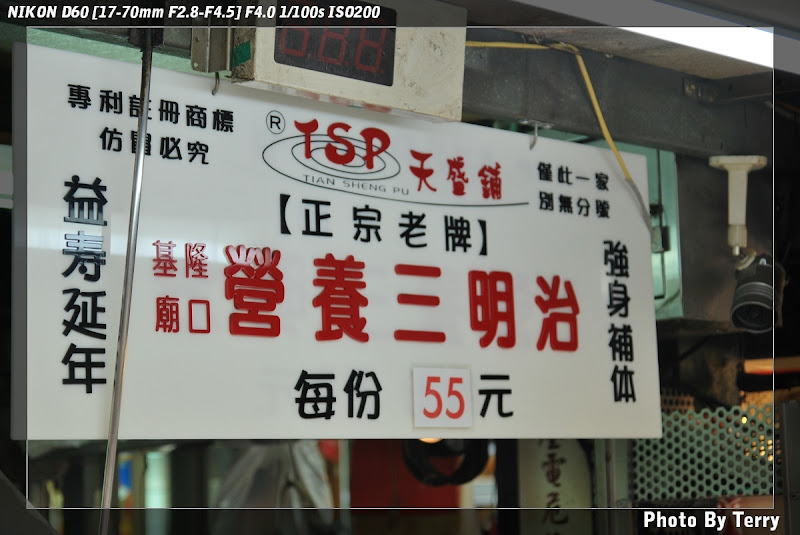 NIKON D60 [17-70mm F2.8-F4.5] F4.0 1/100s ISO200
專利註冊商標
仿冒必究
® TSP 天盛舖
TIAN SHENG PU
僅此一家
別無分號
【正宗老牌】
益壽延年
基隆
廟口
營養三明治
強身補体
每份 55 元
電危
Photo By Terry